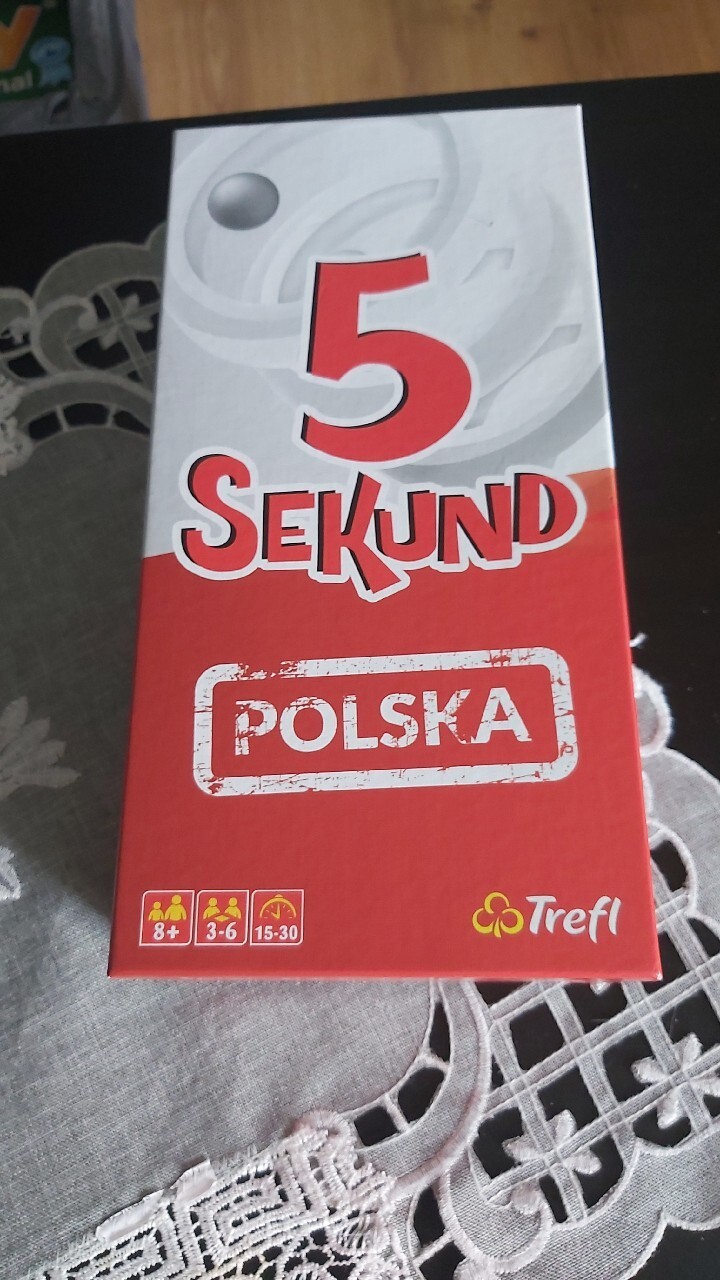 5
SEKUND
POLSKA
8+
3-6
15-30
Trefl